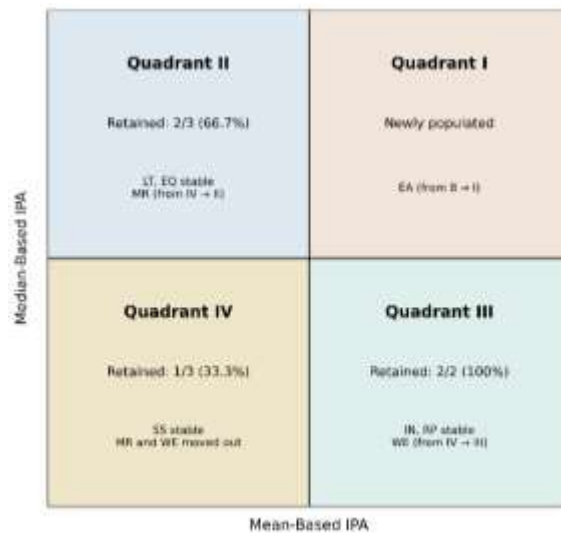 Quadrant II
Retained: 2/3 (66.7%)
LT, EQ stable
MR (from IV → II)
Quadrant I
Newly populated
EA (from II → I)
Median-Based IPA
Quadrant IV
Retained: 1/3 (33.3%)
SS stable
MR and WE moved out
Quadrant III
Retained: 2/2 (100%)
IN, RP stable
WE (from IV → III)
Mean-Based IPA